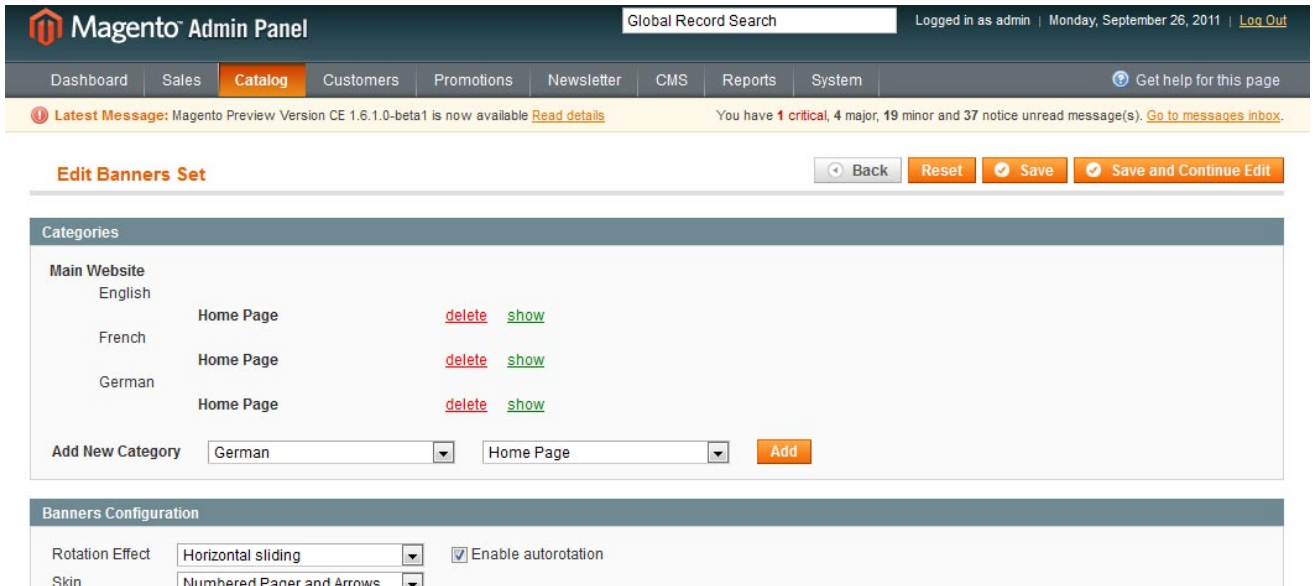 Magento™ Admin Panel
Global Record Search
Logged in as admin | Monday, September 26, 2011 | Log Out
Dashboard Sales Catalog Customers Promotions Newsletter CMS Reports System Get help for this page
Latest Message: Magento Preview Version CE 1.6.1.0-beta1 is now available Read details You have 1 critical, 4 major, 19 minor and 37 notice unread message(s). Go to messages inbox.
Edit Banners Set Back Reset Save Save and Continue Edit
Categories
Main Website
English
Home Page delete show
French
Home Page delete show
German
Home Page delete show
Add New Category German Home Page Add
Banners Configuration
Rotation Effect Horizontal sliding Enable autorotation
Skin Numbered Pager and Arrows